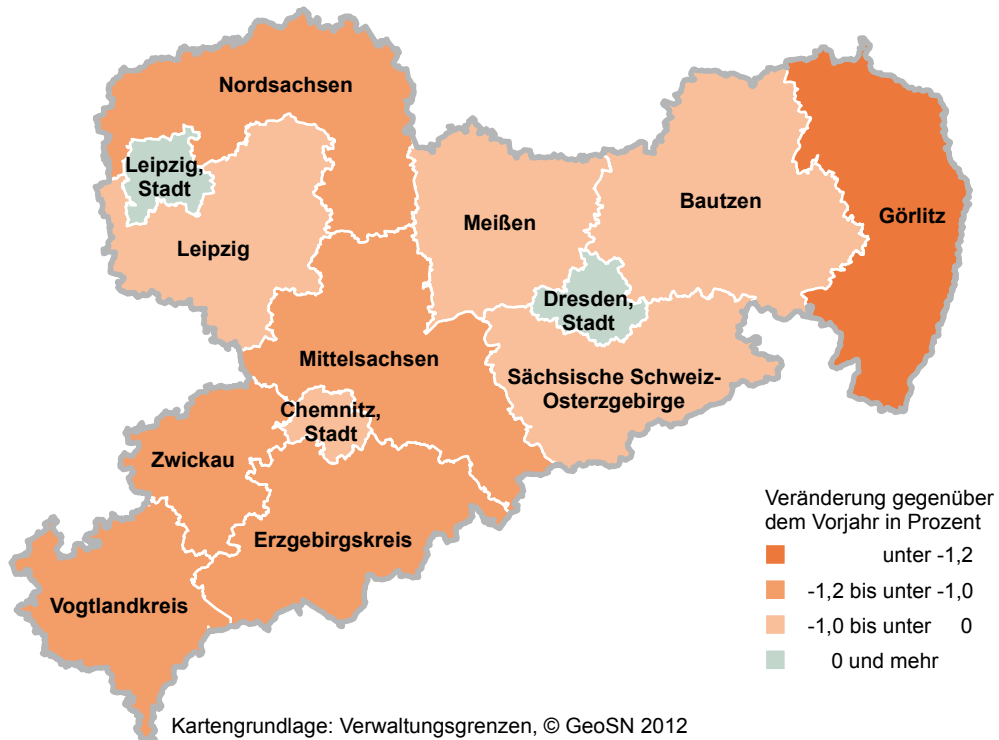 Nordsachsen
Leipzig,
Stadt
Leipzig
Meißen
Bautzen
Görlitz
Dresden,
Stadt
Mittelsachsen
Sächsische Schweiz-
Osterzgebirge
Chemnitz,
Stadt
Zwickau
Erzgebirgskreis
Vogtlandkreis
Veränderung gegenüber
dem Vorjahr in Prozent
unter -1,2
-1,2 bis unter -1,0
-1,0 bis unter 0
0 und mehr
Kartengrundlage: Verwaltungsgrenzen, © GeoSN 2012